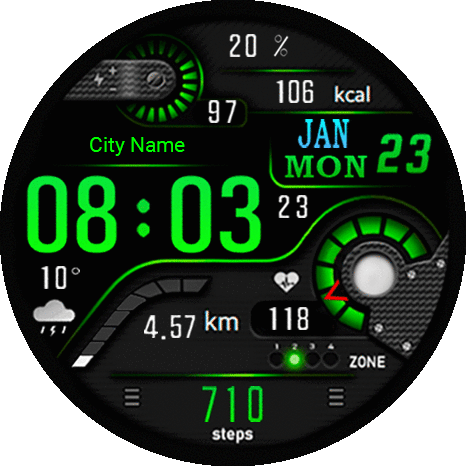 20 %
106 kcal
97
City Name
JAN
MON 23
08:03 23
10°
4.57 km
118
1 2 3 4
ZONE
710
steps